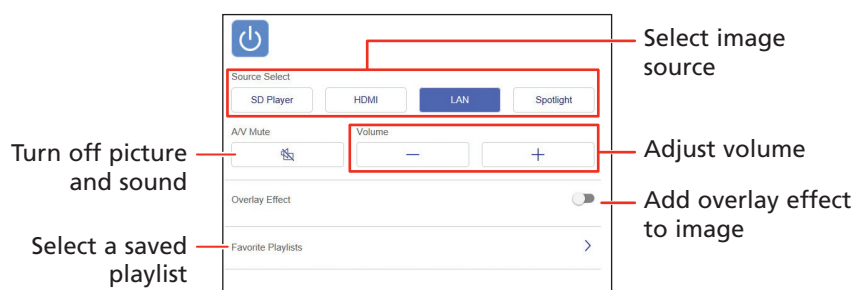 Select image
source
Source Select
SD Player HDMI LAN Spotlight
A/V Mute Volume
Turn off picture
and sound
Adjust volume
Overlay Effect
Add overlay effect
to image
Select a saved
playlist
Favorite Playlists